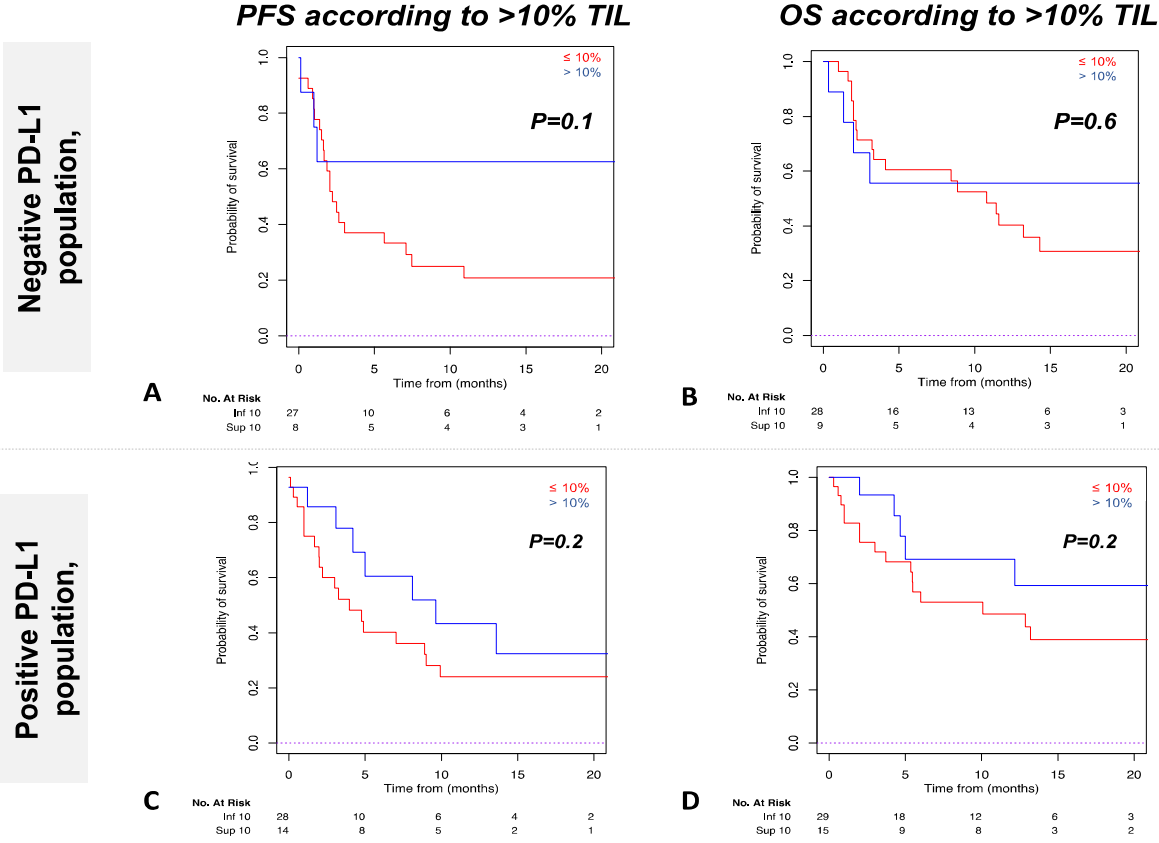 PFS according to >10% TIL
OS according to >10% TIL
Negative PD-L1
population,
1.0
0.8
0.6
0.4
0.2
0.0
Probability of survival
≤ 10%
> 10%
P=0.1
0 5 10 15 20
Time from (months)
A
No. At Risk
Inf 10 27 10 6 4 2
Sup 10 8 5 4 3 1
1.0
0.8
0.6
0.4
0.2
0.0
Probability of survival
≤ 10%
> 10%
P=0.6
0 5 10 15 20
Time from (months)
B
No. At Risk
Inf 10 28 16 13 6 3
Sup 10 9 5 4 3 1
Positive PD-L1
population,
0.8
0.6
0.4
0.2
0.0
Probability of survival
≤ 10%
> 10%
P=0.2
0 5 10 15 20
Time from (months)
C
No. At Risk
Inf 10 28 10 6 4 2
Sup 10 14 8 5 2 1
1.0
0.8
0.6
0.4
0.2
0.0
Probability of survival
≤ 10%
> 10%
P=0.2
0 5 10 15 20
Time from (months)
D
No. At Risk
Inf 10 29 18 12 6 3
Sup 10 15 9 8 3 2